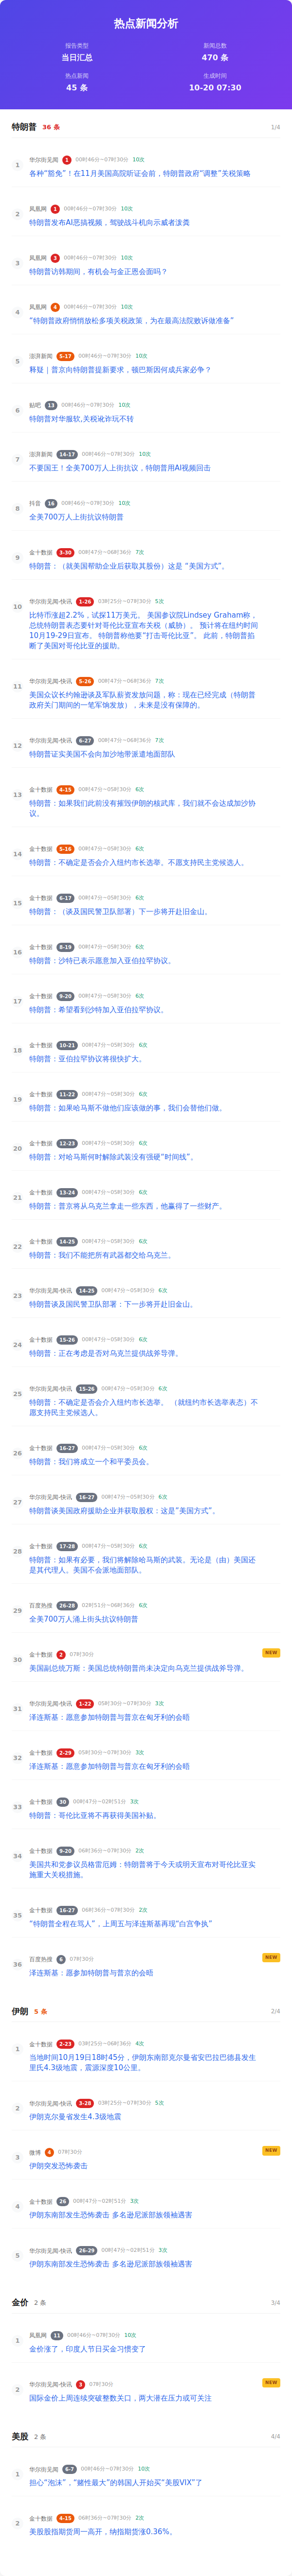 热点新闻分析
报告类型
新闻总数
当日汇总
470 条
热点新闻
生成时间
45 条
10-20 07:30
特朗普 36 条 1/4
1
华尔街见闻 1 00时46分~07时30分 10次
各种“豁免”！在11月美国高院听证会前，特朗普政府“调整”关税策略
2
凤凰网 1 00时46分~07时30分 10次
特朗普发布AI恶搞视频，驾驶战斗机向示威者泼粪
3
凤凰网 3 00时46分~07时30分 10次
特朗普访韩期间，有机会与金正恩会面吗？
4
凤凰网 4 00时46分~07时30分 10次
“特朗普政府悄悄放松多项关税政策，为在最高法院败诉做准备”
5
澎湃新闻 5-17 00时46分~07时30分 10次
释疑｜普京向特朗普提新要求，顿巴斯因何成兵家必争？
6
贴吧 13 00时46分~07时30分 10次
特朗普对华服软,关税讹诈玩不转
7
澎湃新闻 14-17 00时46分~07时30分 10次
不要国王！全美700万人上街抗议，特朗普用AI视频回击
8
抖音 16 00时46分~07时30分 10次
全美700万人上街抗议特朗普
9
金十数据 3-30 00时47分~06时36分 7次
特朗普：（就美国帮助企业后获取其股份）这是 “美国方式”。
10
华尔街见闻-快讯 1-26 03时25分~07时30分 5次
比特币涨超2.2%，试探11万美元。 美国参议院Lindsey Graham称，
总统特朗普表态要针对哥伦比亚宣布关税（威胁）。 预计将在纽约时间
10月19-29日宣布。 特朗普称他要“打击哥伦比亚”。 此前，特朗普掐
断了美国对哥伦比亚的援助。
11
华尔街见闻-快讯 5-26 00时47分~06时36分 7次
美国众议长约翰逊谈及军队薪资发放问题，称：现在已经完成（特朗普
政府关门期间的一笔军饷发放），未来是没有保障的。
12
华尔街见闻-快讯 6-27 00时47分~06时36分 7次
特朗普证实美国不会向加沙地带派遣地面部队
13
金十数据 4-15 00时47分~05时30分 6次
特朗普：如果我们此前没有摧毁伊朗的核武库，我们就不会达成加沙协
议。
14
金十数据 5-16 00时47分~05时30分 6次
特朗普：不确定是否会介入纽约市长选举。不愿支持民主党候选人。
15
金十数据 6-17 00时47分~05时30分 6次
特朗普：（谈及国民警卫队部署）下一步将开赴旧金山。
16
金十数据 8-19 00时47分~05时30分 6次
特朗普：沙特已表示愿意加入亚伯拉罕协议。
17
金十数据 9-20 00时47分~05时30分 6次
特朗普：希望看到沙特加入亚伯拉罕协议。
18
金十数据 10-21 00时47分~05时30分 6次
特朗普：亚伯拉罕协议将很快扩大。
19
金十数据 11-22 00时47分~05时30分 6次
特朗普：如果哈马斯不做他们应该做的事，我们会替他们做。
20
金十数据 12-23 00时47分~05时30分 6次
特朗普：对哈马斯何时解除武装没有强硬“时间线”。
21
金十数据 13-24 00时47分~05时30分 6次
特朗普：普京将从乌克兰拿走一些东西，他赢得了一些财产。
22
金十数据 14-25 00时47分~05时30分 6次
特朗普：我们不能把所有武器都交给乌克兰。
23
华尔街见闻-快讯 14-25 00时47分~05时30分 6次
特朗普谈及国民警卫队部署：下一步将开赴旧金山。
24
金十数据 15-26 00时47分~05时30分 6次
特朗普：正在考虑是否对乌克兰提供战斧导弹。
25
华尔街见闻-快讯 15-26 00时47分~05时30分 6次
特朗普：不确定是否会介入纽约市长选举。 （就纽约市长选举表态）不
愿支持民主党候选人。
26
金十数据 16-27 00时47分~05时30分 6次
特朗普：我们将成立一个和平委员会。
27
华尔街见闻-快讯 16-27 00时47分~05时30分 6次
特朗普谈美国政府援助企业并获取股权：这是“美国方式”。
28
金十数据 17-28 00时47分~05时30分 6次
特朗普：如果有必要，我们将解除哈马斯的武装。无论是（由）美国还
是其代理人。美国不会派地面部队。
29
百度热搜 26-28 02时51分~06时36分 6次
全美700万人涌上街头抗议特朗普
30
金十数据 2 07时30分 NEW
美国副总统万斯：美国总统特朗普尚未决定向乌克兰提供战斧导弹。
31
华尔街见闻-快讯 1-22 05时30分~07时30分 3次
泽连斯基：愿意参加特朗普与普京在匈牙利的会晤
32
金十数据 2-29 05时30分~07时30分 3次
泽连斯基：愿意参加特朗普与普京在匈牙利的会晤
33
金十数据 30 00时47分~02时51分 3次
特朗普：哥伦比亚将不再获得美国补贴。
34
金十数据 9-20 06时36分~07时30分 2次
美国共和党参议员格雷厄姆：特朗普将于今天或明天宣布对哥伦比亚实
施重大关税措施。
35
金十数据 16-27 06时36分~07时30分 2次
“特朗普全程在骂人”，上周五与泽连斯基再现“白宫争执”
36
百度热搜 6 07时30分 NEW
泽连斯基：愿参加特朗普与普京的会晤
伊朗 5 条 2/4
1
金十数据 2-23 03时25分~06时36分 4次
当地时间10月19日18时45分，伊朗东南部克尔曼省安巴拉巴德县发生
里氏4.3级地震，震源深度10公里。
2
华尔街见闻-快讯 3-28 03时25分~07时30分 5次
伊朗克尔曼省发生4.3级地震
3
微博 4 07时30分 NEW
伊朗突发恐怖袭击
4
金十数据 26 00时47分~02时51分 3次
伊朗东南部发生恐怖袭击 多名逊尼派部族领袖遇害
5
华尔街见闻-快讯 26-29 00时47分~02时51分 3次
伊朗东南部发生恐怖袭击 多名逊尼派部族领袖遇害
金价 2 条 3/4
1
凤凰网 11 00时46分~07时30分 10次
金价涨了，印度人节日买金习惯变了
2
华尔街见闻-快讯 3 07时30分 NEW
国际金价上周连续突破整数关口，两大潜在压力或可关注
美股 2 条 4/4
1
华尔街见闻 6-7 00时46分~07时30分 10次
担心“泡沫”，“赌性最大”的韩国人开始买“美股VIX”了
2
金十数据 4-15 06时36分~07时30分 2次
美股股指期货周一高开，纳指期货涨0.36%。